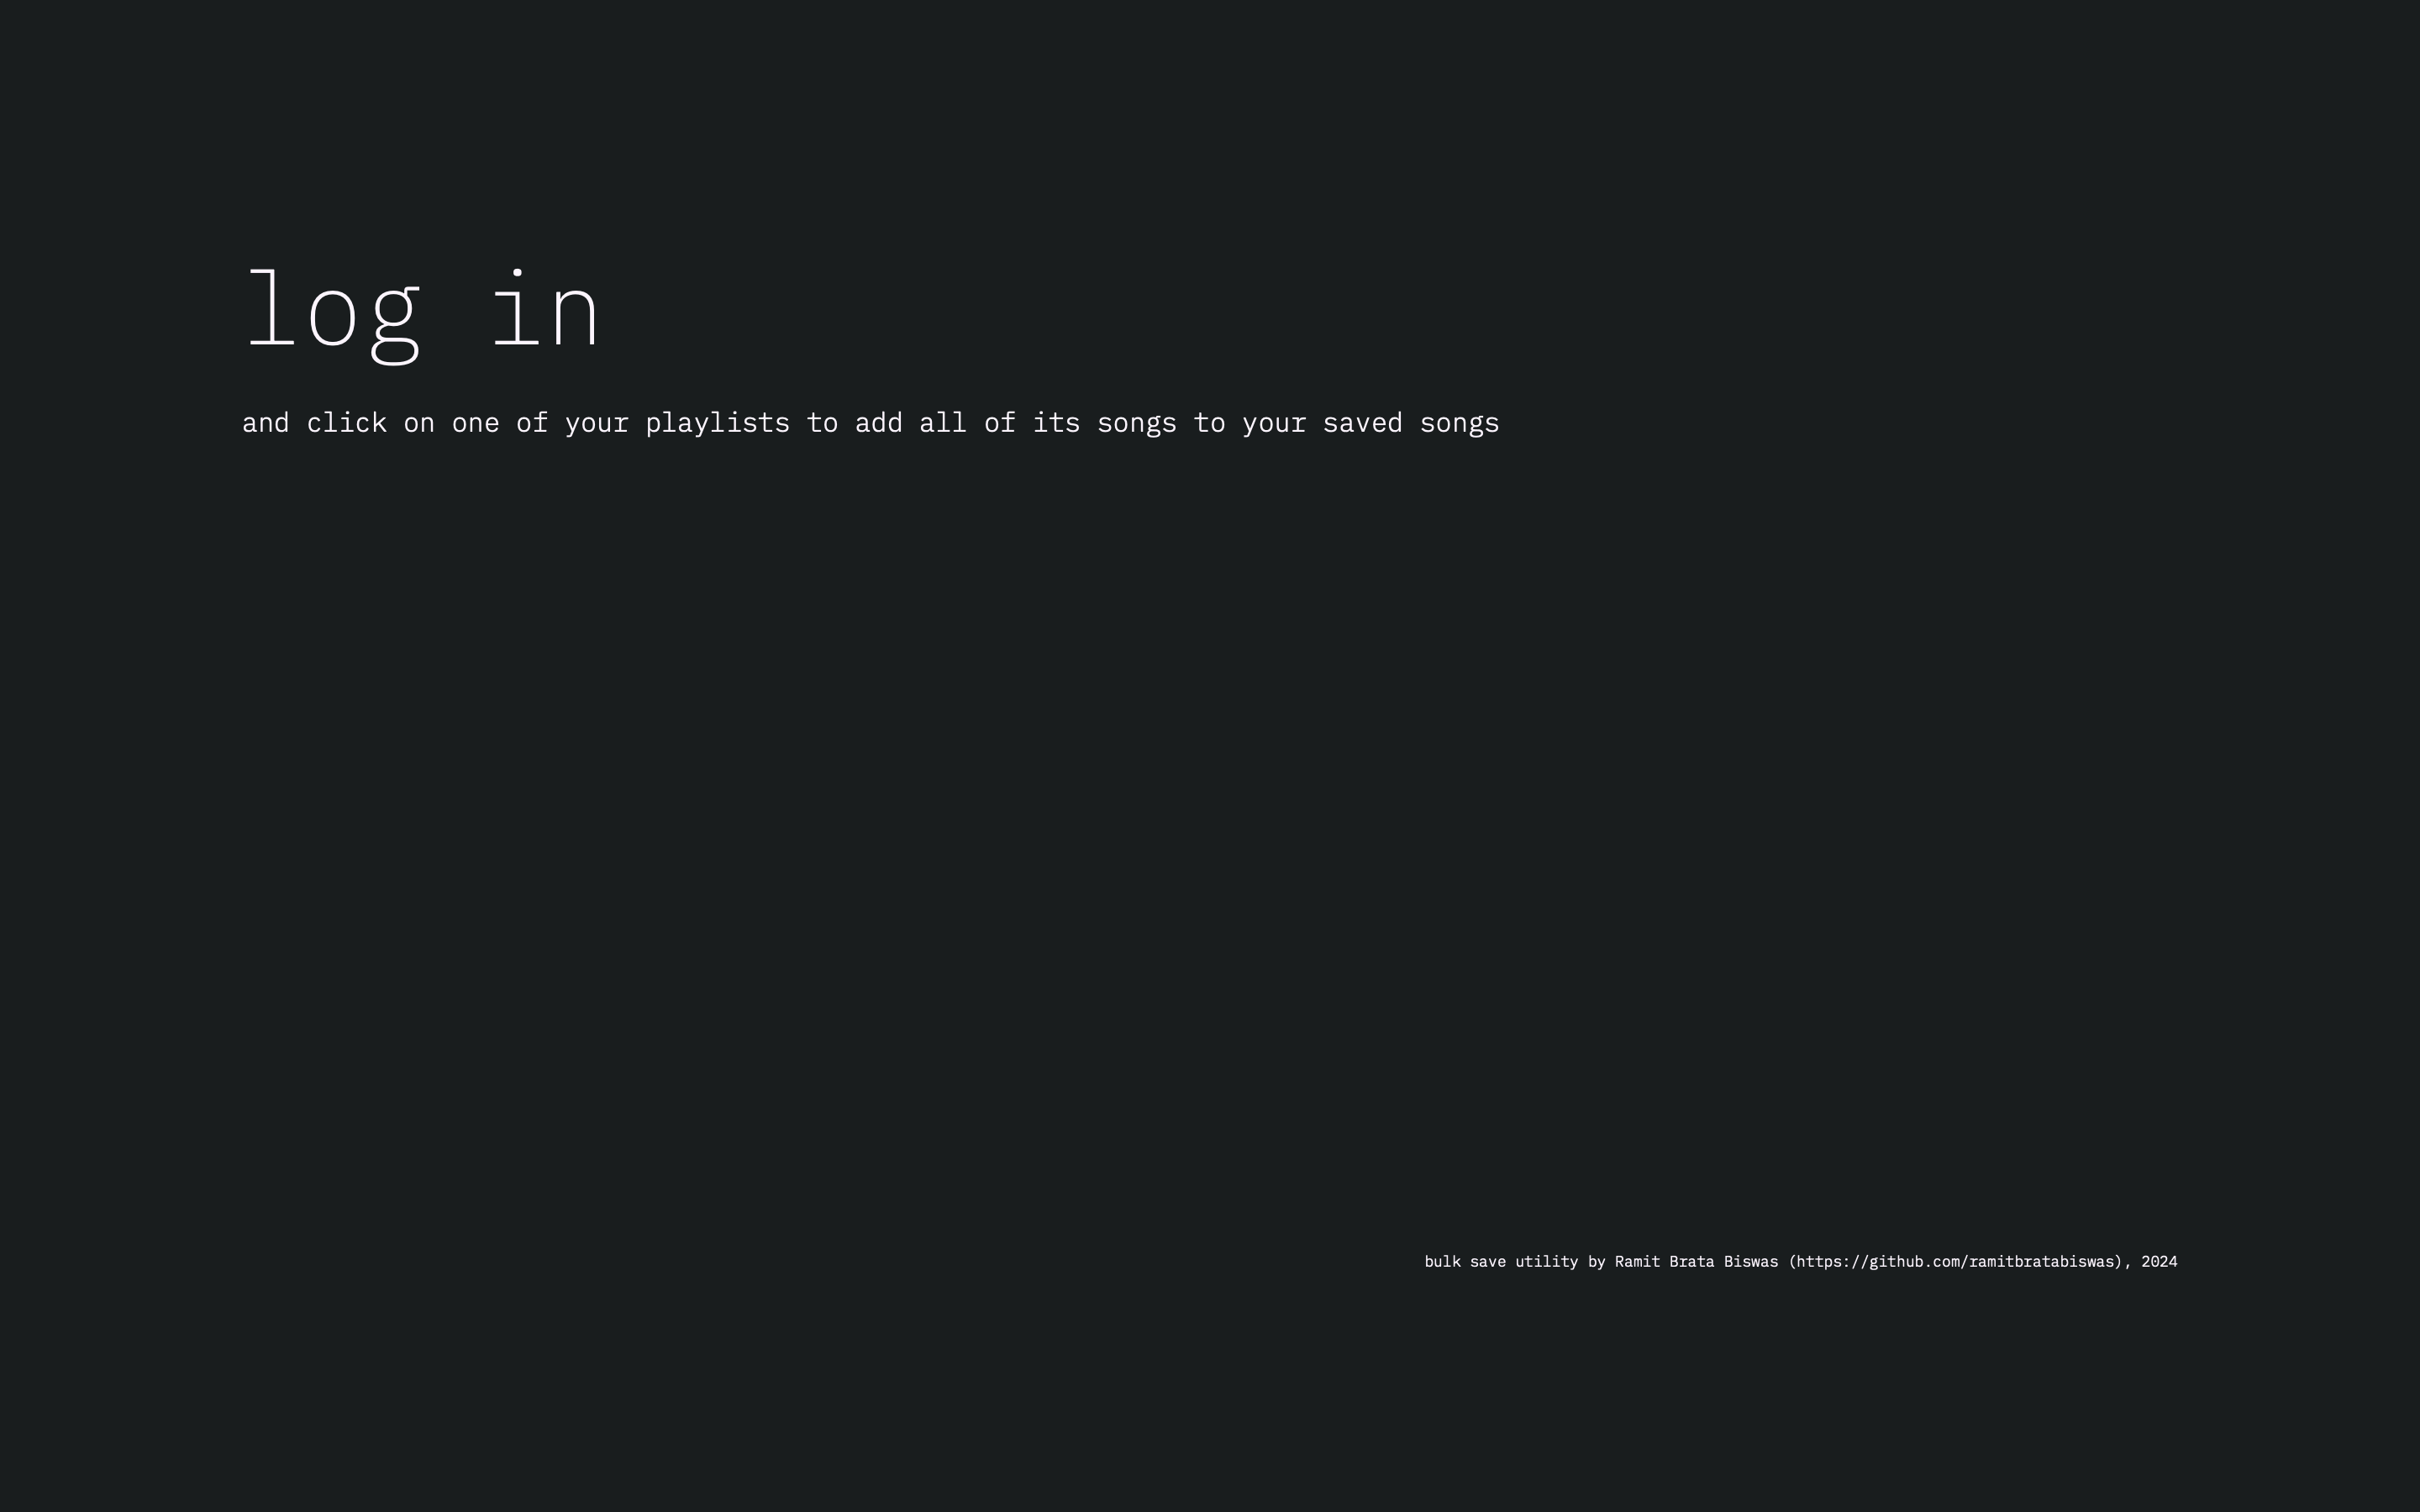 log in
and click on one of your playlists to add all of its songs to your saved songs
bulk save utility by Ramit Brata Biswas (https://github.com/ramitbratabiswas), 2024